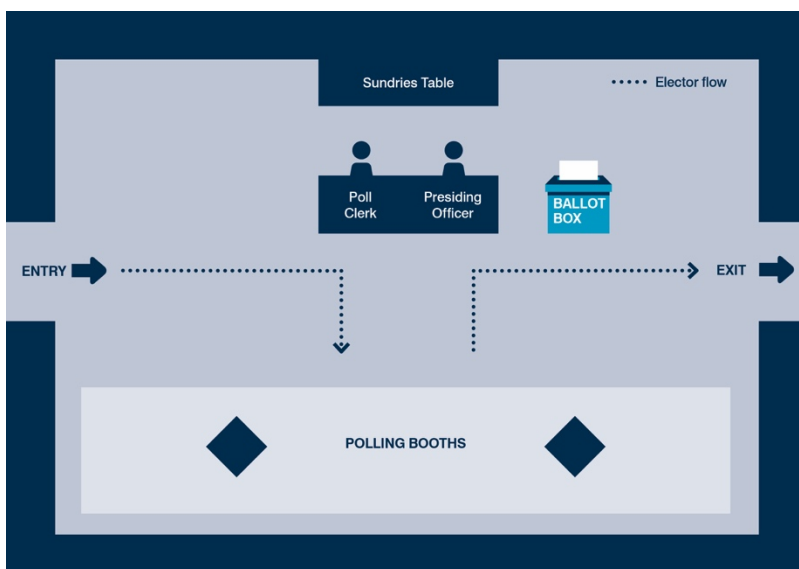 Sundries Table
Elector flow
Poll
Clerk
Presiding
Officer
BALLOT
BOX
ENTRY
EXIT
POLLING BOOTHS